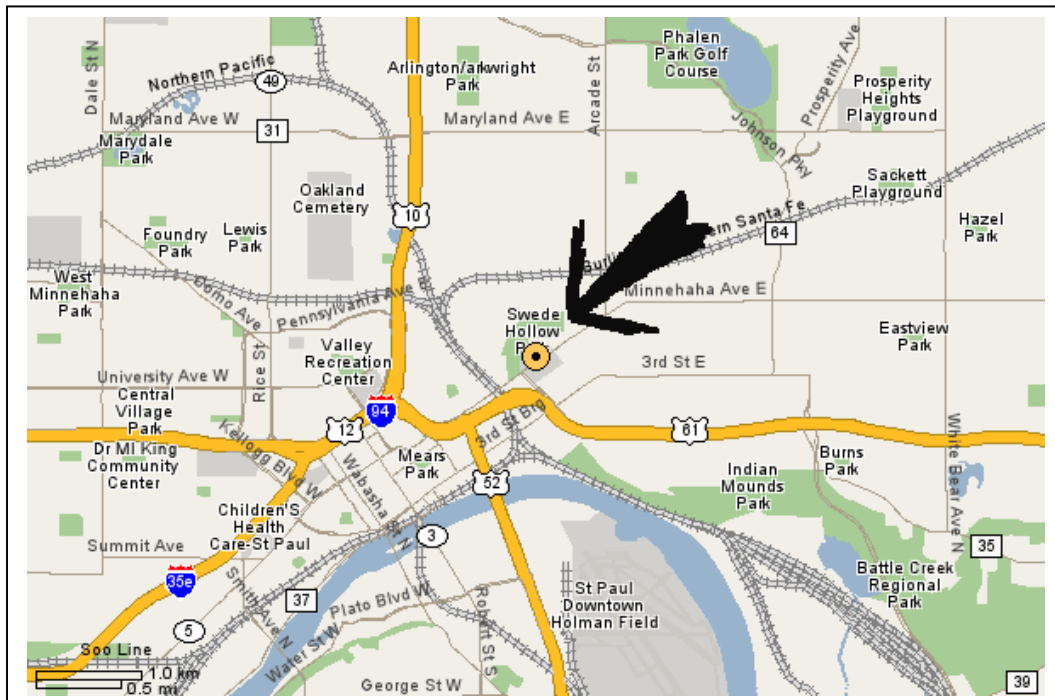 Phalen
Park Golf
Course
Prosperity Ave
Dale St N
Northern Pacific
49
Arlington/arkwright
Park
Arcade St
Prosperity
Heights
Playground
Maryland Ave W
31
Maryland Ave E
Johnson Pky
Marydale
Park
Sackett
Playground
Oakland
Cemetery
10
Foundry
Park
Lewis
Park
64
Hazel
Park
West
Minnehaha
Park
Como Ave
Pennsylvania Ave
Minnehaha Ave E
Swede
Hollow
Valley
Recreation
Center
Eastview
Park
Rice St
3rd St E
University Ave W
Central
Village
Park
94
12
3rd St Brg
61
Kellogg Blvd W
Dr Ml King
Community
Center
Wabasha St N
Mears
Park
52
Indian
Mounds
Park
Burns
Park
White Bear Ave N
Children'S
Health
Care-St Paul
3
Summit Ave
35
35e
Battle Creek
Regional
Park
37
Smith Ave N
Plato Blvd W
St Paul
Downtown
Holman Field
5
Water St W
Robert St S
Soo Line
1.0 km
0.5 mi
George St W
39